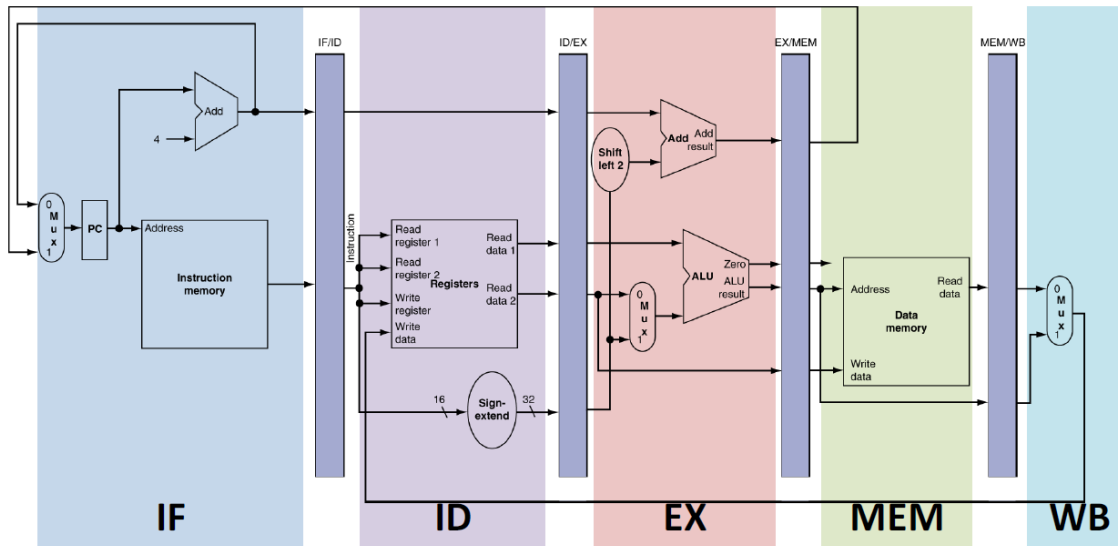 IF/ID
ID/EX
EX/MEM
MEM/WB
Add
4
Shift
left 2
Add
Add
result
0
M
u
x
1
PC
Address
Instruction
memory
Instruction
Read
register 1
Read
register 2
Write
register
Write
data
Registers
Read
data 1
Read
data 2
16
Sign-
extend
32
0
M
u
x
1
ALU
Zero
ALU
result
Address
Write
data
Data
memory
Read
data
0
M
u
x
1
IF
ID
EX
MEM
WB